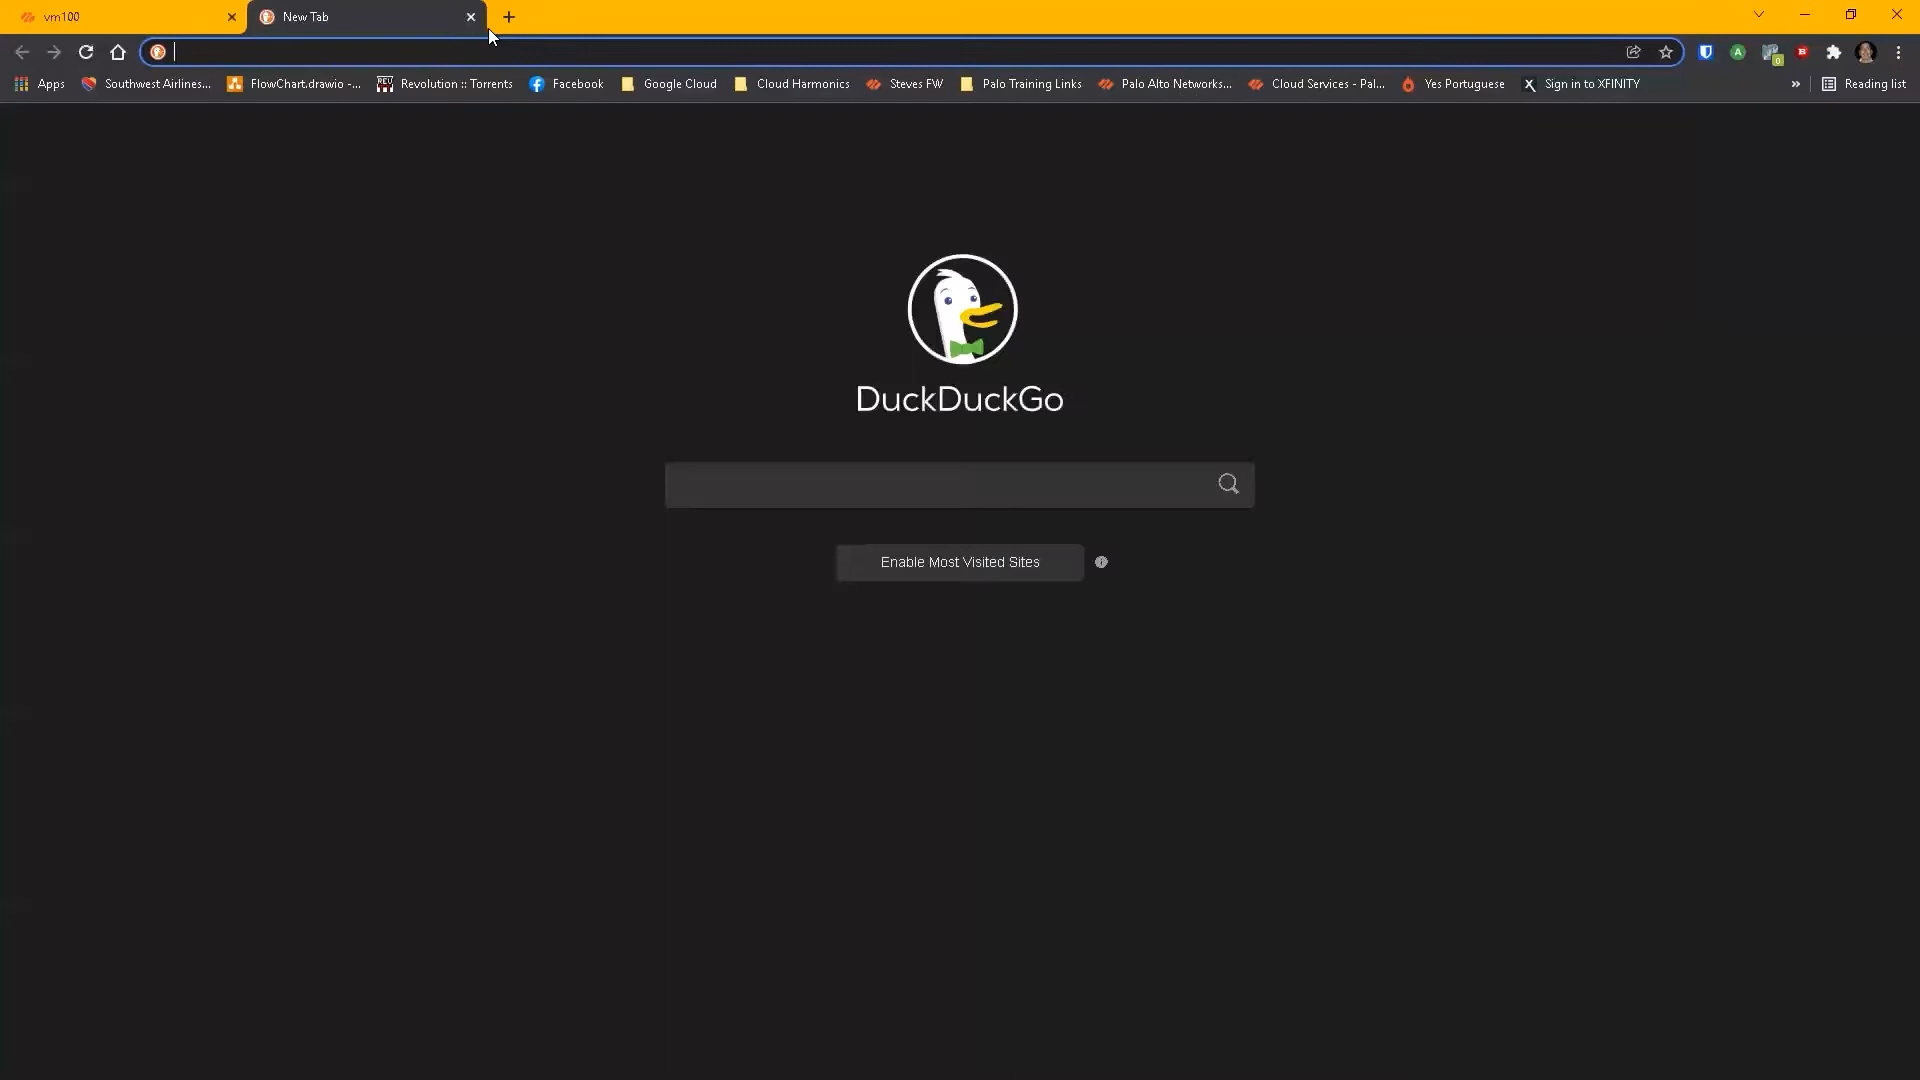 vm100
New Tab
Apps
Southwest Airlines...
FlowChart.drawio -...
REV
Revolution :: Torrents
Facebook
Google Cloud
Cloud Harmonics
Steves FW
Palo Training Links
Palo Alto Networks...
Cloud Services - Pal...
Yes Portuguese
Sign in to XFINITY
»
Reading list
DuckDuckGo
Enable Most Visited Sites